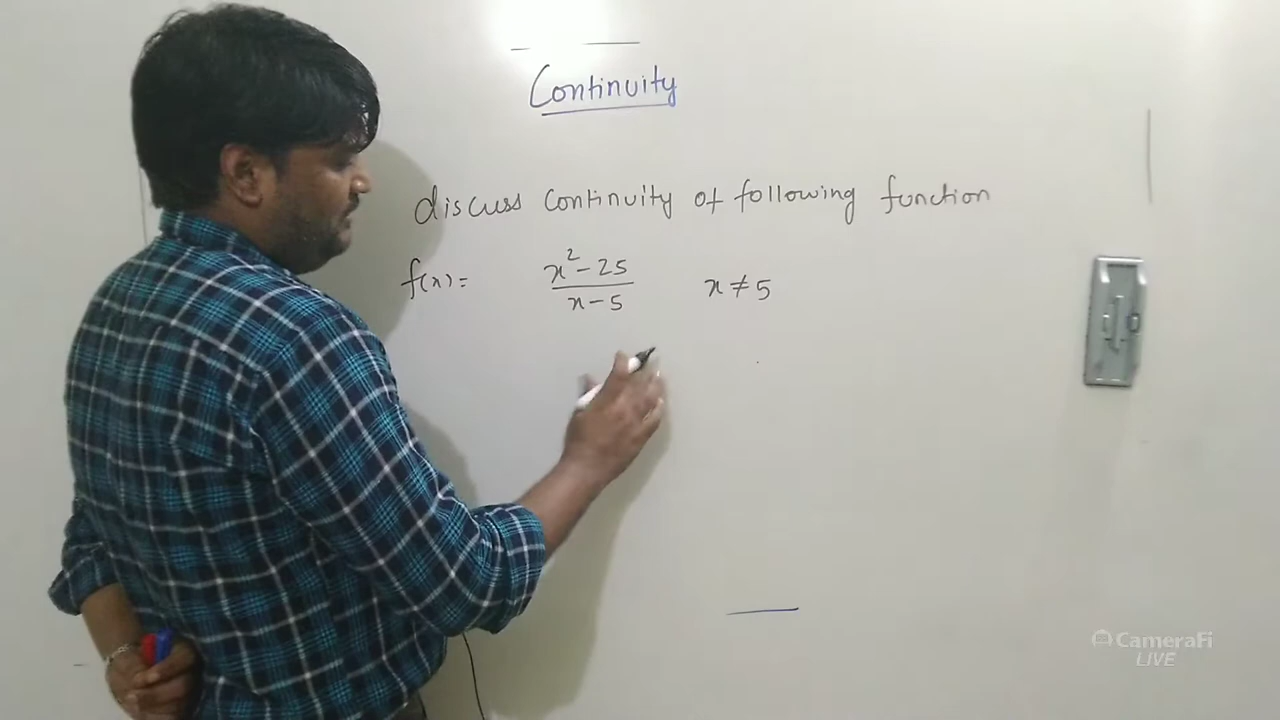 Continuity
discuss continuity of following function
f(x) = x² - 25 / x - 5 x ≠ 5
CameraFi
LIVE